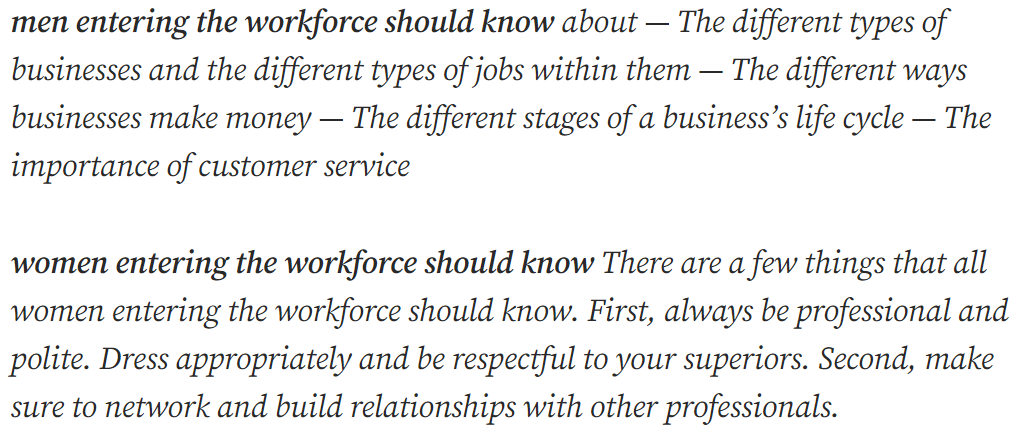 men entering the workforce should know about — The different types of
businesses and the different types of jobs within them — The different ways
businesses make money — The different stages of a business’s life cycle — The
importance of customer service
women entering the workforce should know There are a few things that all
women entering the workforce should know. First, always be professional and
polite. Dress appropriately and be respectful to your superiors. Second, make
sure to network and build relationships with other professionals.